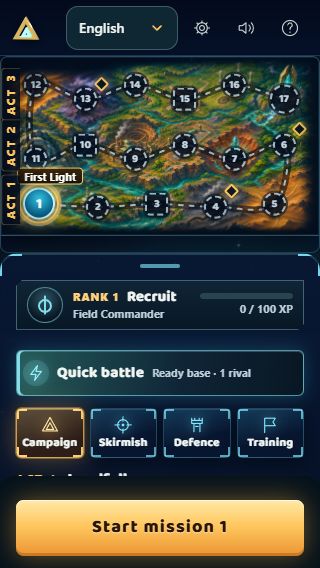 English
ACT 3
12
13
14
15
16
17
ACT 2
11
10
9
8
7
6
First Light
ACT 1
1
2
3
4
5
RANK 1 Recruit
Field Commander
0 / 100 XP
Quick battle Ready base · 1 rival
Campaign
Skirmish
Defence
Training
Start mission 1